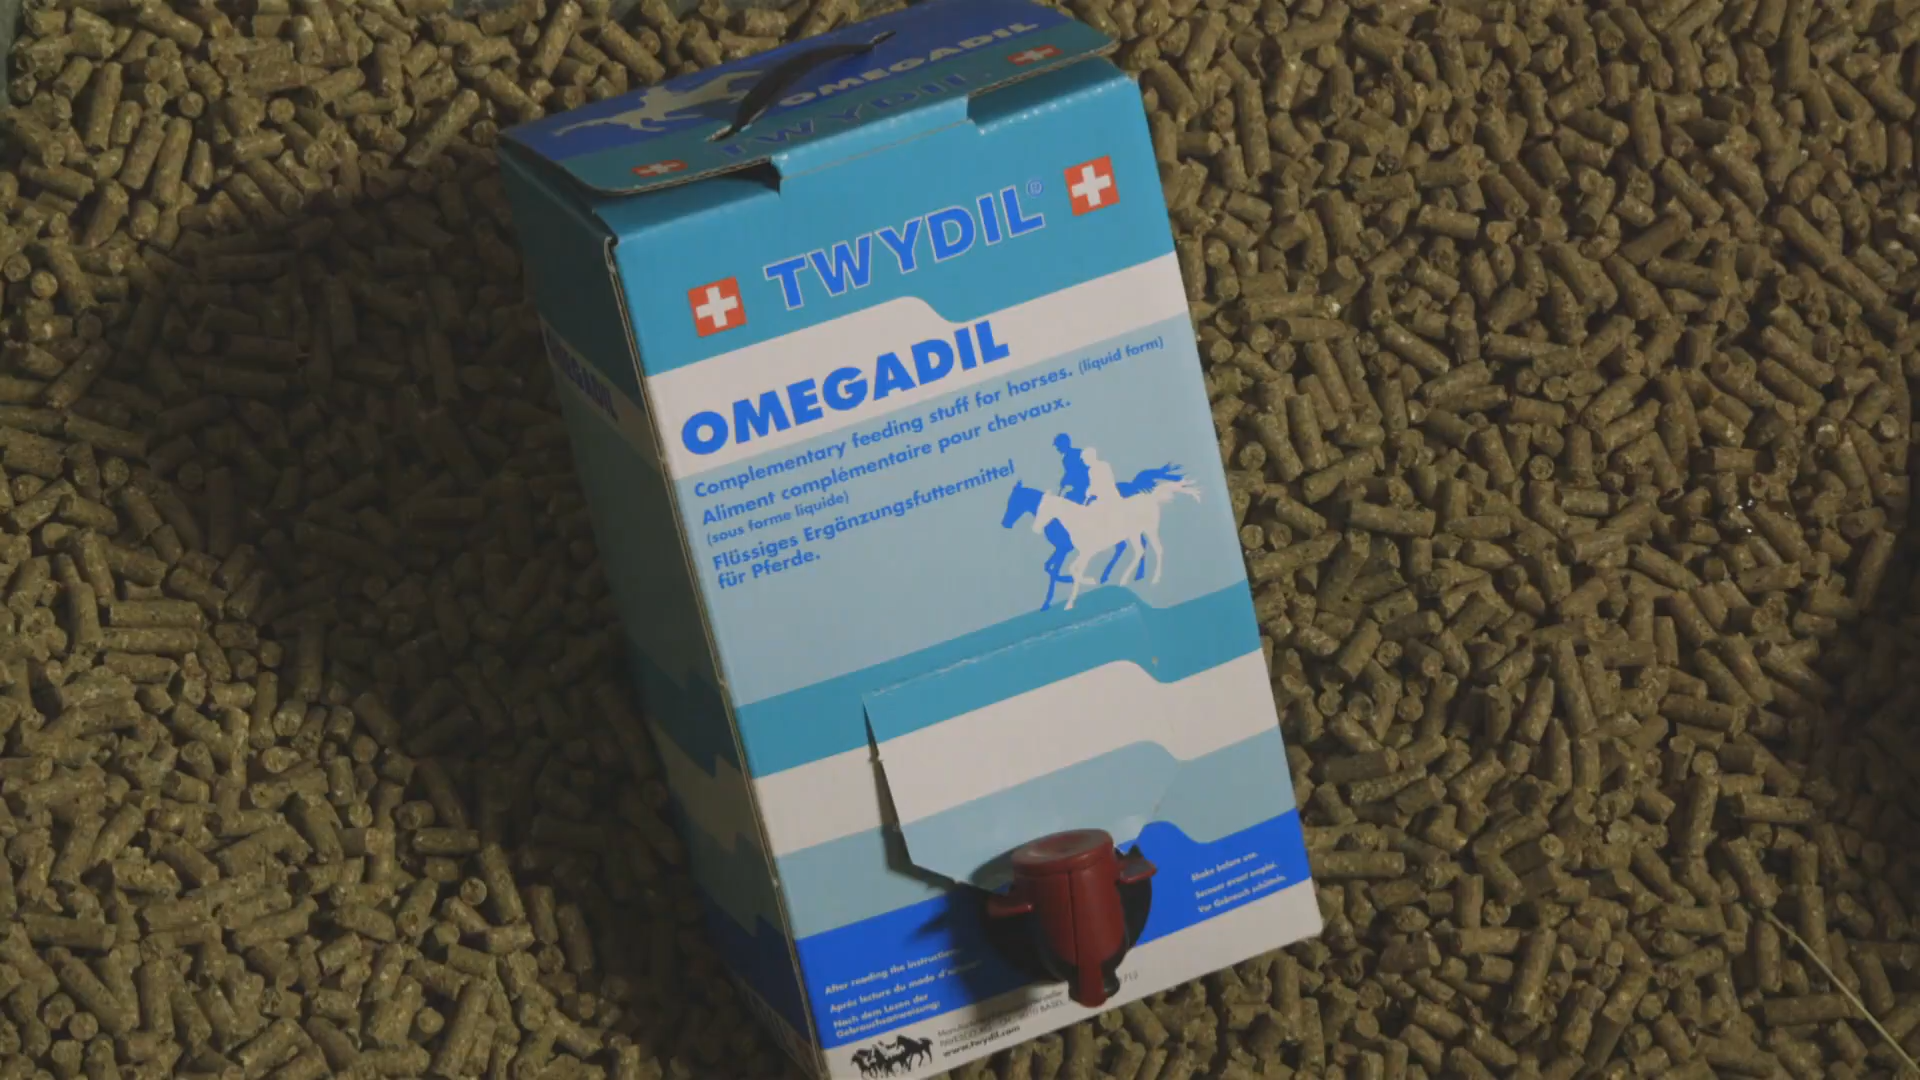 OMEGADIL
TWYDIL
TWYDIL®
OMEGADIL
Complementary feeding stuff for horses. (liquid form)
Aliment complémentaire pour chevaux.
(sous forme liquide)
Flüssiges Ergänzungsfuttermittel
für Pferde.
OMEGADIL
Shake before use.
Secouer avant emploi.
Vor Gebrauch schütteln.
After reading the instructions
Après lecture du mode d'
Nach dem Lesen der
Gebrauchsanweisung:
BASEL
www.twydil.com